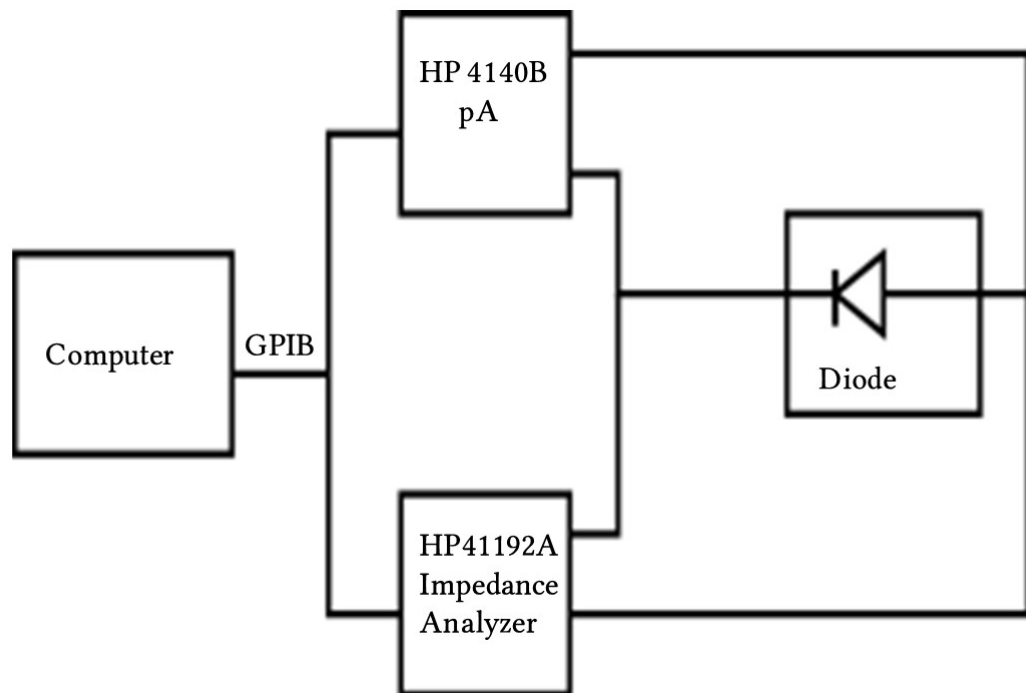 HP 4140B
pA
Computer
GPIB
Diode
HP41192A
Impedance
Analyzer